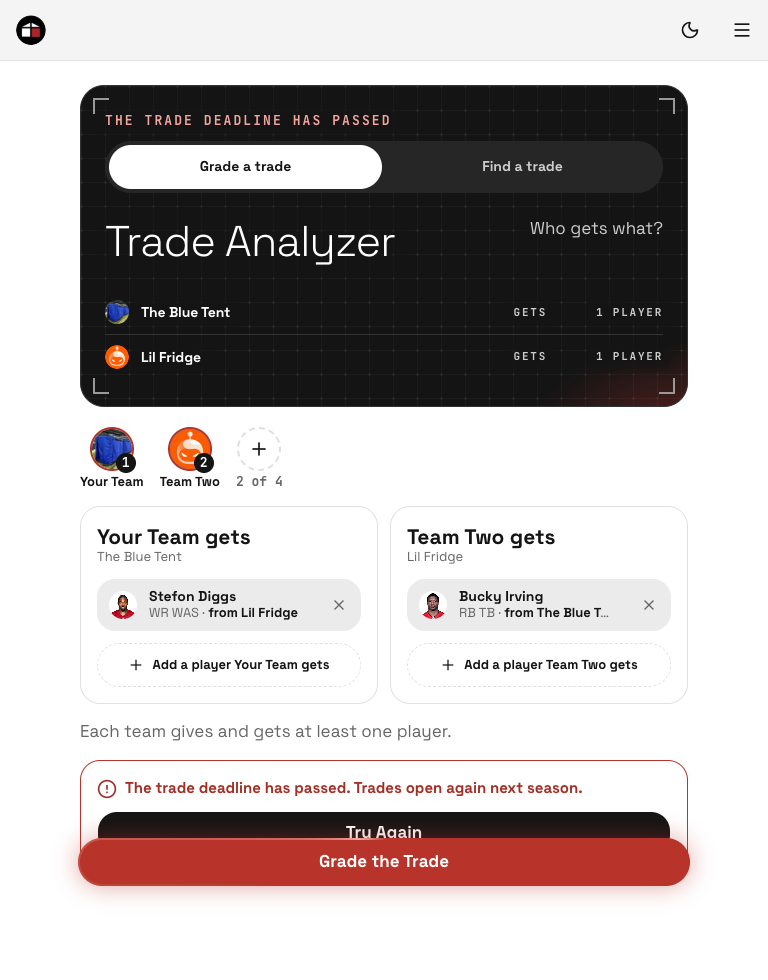 THE TRADE DEADLINE HAS PASSED
Grade a trade
Find a trade
Trade Analyzer
Who gets what?
The Blue Tent
GETS
1 PLAYER
Lil Fridge
GETS
1 PLAYER
1
2
Your Team
Team Two
2 of 4
Your Team gets
The Blue Tent
Stefon Diggs
WR WAS · from Lil Fridge
Add a player Your Team gets
Team Two gets
Lil Fridge
Bucky Irving
RB TB · from The Blue T...
Add a player Team Two gets
Each team gives and gets at least one player.
The trade deadline has passed. Trades open again next season.
Try Again
Grade the Trade